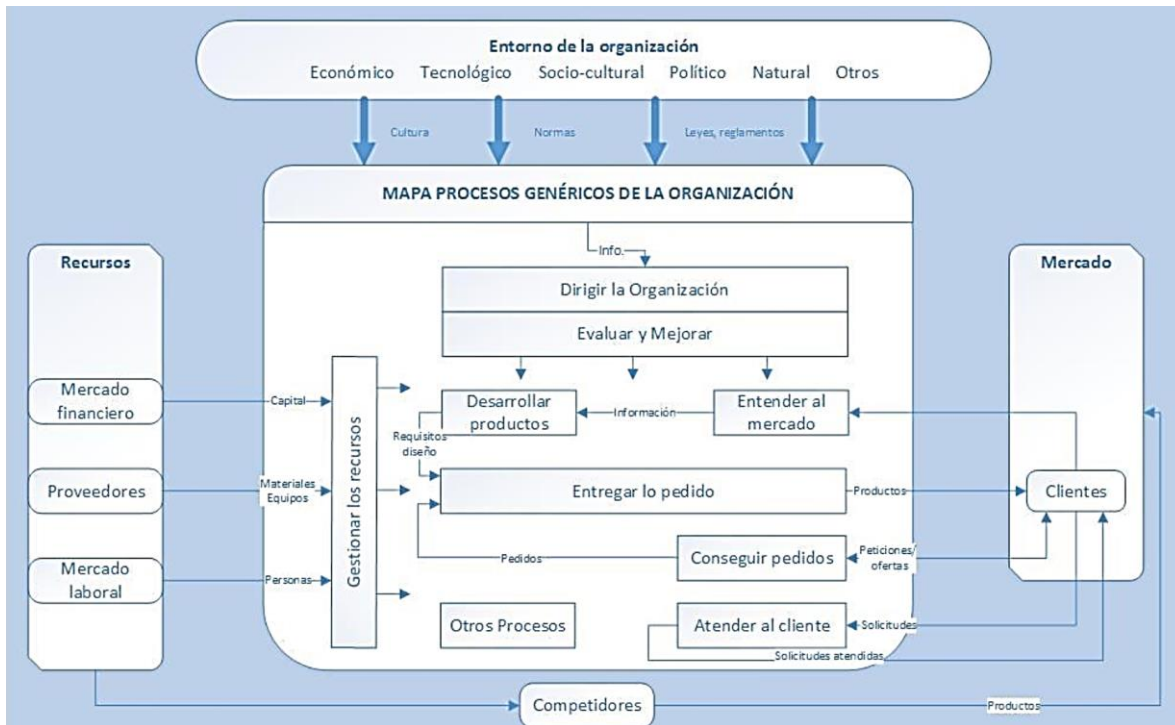 Entorno de la organización
Económico Tecnológico Socio-cultural Político Natural Otros
Cultura
Normas
Leyes, reglamentos
MAPA PROCESOS GENÉRICOS DE LA ORGANIZACIÓN
Recursos
Mercado
Info.
Dirigir la Organización
Evaluar y Mejorar
Mercado
financiero
Capital
Desarrollar
productos
Información
Entender al
mercado
Requisitos
diseño
Gestionar los recursos
Proveedores
Materiales
Equipos
Entregar lo pedido
Productos
Clientes
Pedidos
Conseguir pedidos
Peticiones/
ofertas
Mercado
laboral
Personas
Otros Procesos
Atender al cliente
Solicitudes
Solicitudes atendidas
Competidores
Productos